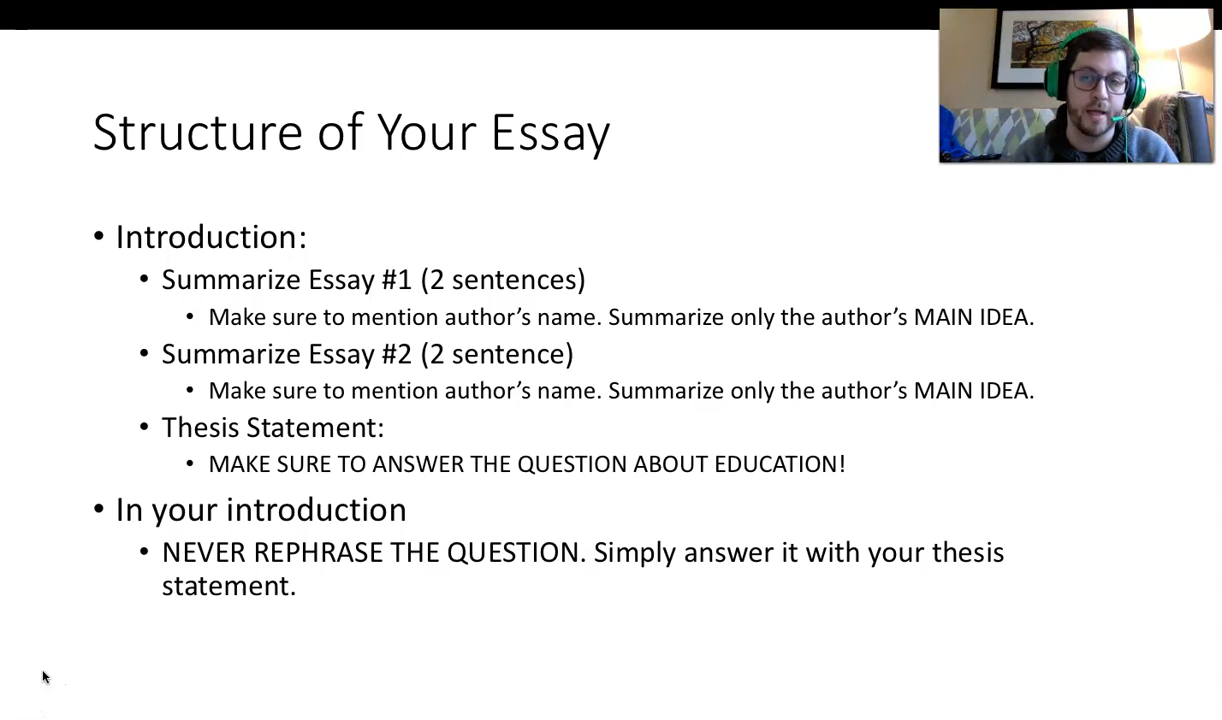 Structure of Your Essay
• Introduction:
• Summarize Essay #1 (2 sentences)
• Make sure to mention author’s name. Summarize only the author’s MAIN IDEA.
• Summarize Essay #2 (2 sentence)
• Make sure to mention author’s name. Summarize only the author’s MAIN IDEA.
• Thesis Statement:
• MAKE SURE TO ANSWER THE QUESTION ABOUT EDUCATION!
• In your introduction
• NEVER REPHRASE THE QUESTION. Simply answer it with your thesis
statement.